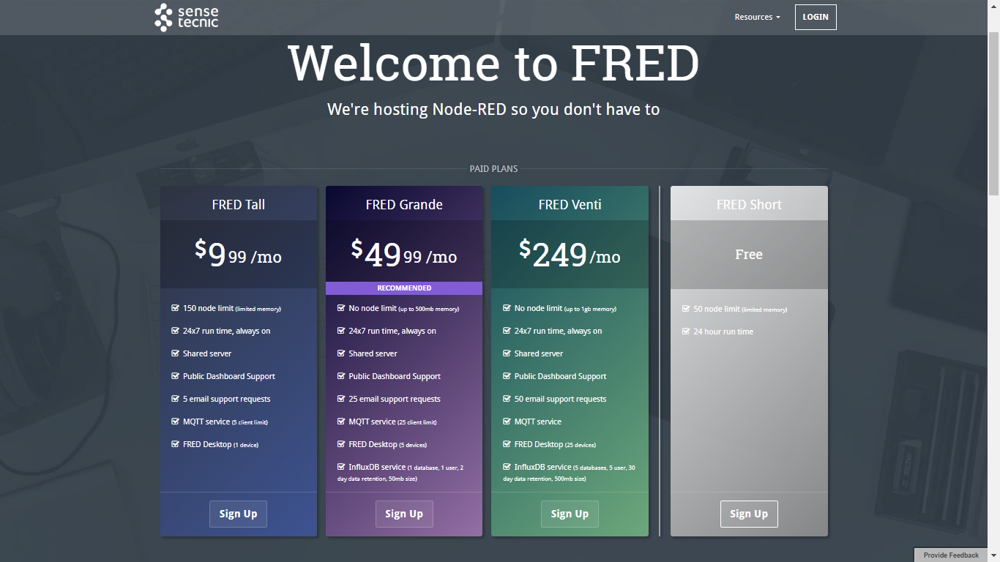 sense
tecnic
Resources
LOGIN
Welcome to FRED
We're hosting Node-RED so you don't have to
PAID PLANS
FRED Tall
$9 99 /mo
150 node limit (limited memory)
24x7 run time, always on
Shared server
Public Dashboard Support
5 email support requests
MQTT service (5 client limit)
FRED Desktop (1 device)
Sign Up
FRED Grande
$49 99 /mo
RECOMMENDED
No node limit (up to 500mb memory)
24x7 run time, always on
Shared server
Public Dashboard Support
25 email support requests
MQTT service (25 client limit)
FRED Desktop (5 devices)
InfluxDB service (1 database, 1 user, 2
day data retention, 50mb size)
Sign Up
FRED Venti
$249 /mo
No node limit (up to 1gb memory)
24x7 run time, always on
Shared server
Public Dashboard Support
50 email support requests
MQTT service
FRED Desktop (25 devices)
InfluxDB service (5 databases, 5 user, 30
day data retention, 500mb size)
Sign Up
FRED Short
Free
50 node limit (limited memory)
24 hour run time
Sign Up
Provide Feedback